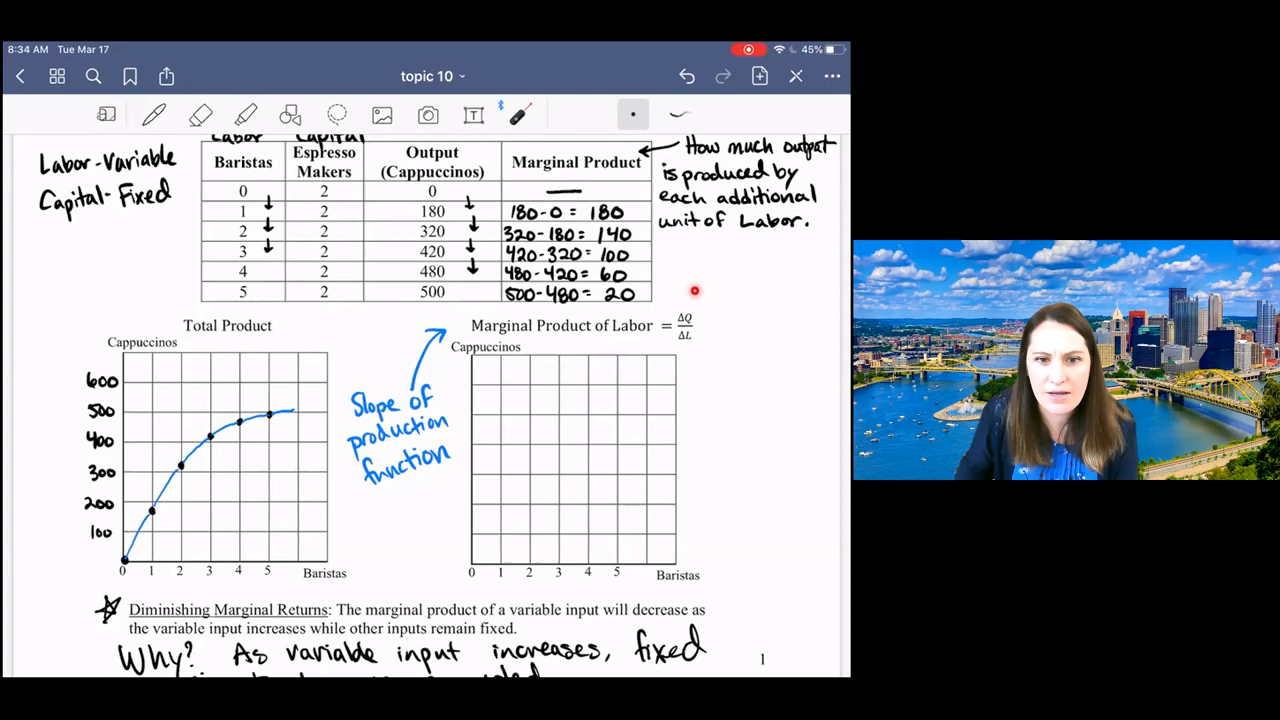 8:34 AM Tue Mar 17
45%
topic 10
T
Labor Capital
Labor-Variable
Capital-Fixed
Baristas Espresso Makers Output (Cappuccinos) Marginal Product
0 2 0 —
1 2 180 180-0 = 180
2 2 320 320-180 = 140
3 2 420 420-320 = 100
4 2 480 480-420 = 60
5 2 500 500-480 = 20
How much output
is produced by
each additional
unit of Labor.
Total Product
Cappuccinos
600
500
400
300
200
100
0 1 2 3 4 5 Baristas
Slope of
production
function
Marginal Product of Labor = ΔQ/ΔL
Cappuccinos
0 1 2 3 4 5 Baristas
Diminishing Marginal Returns: The marginal product of a variable input will decrease as
the variable input increases while other inputs remain fixed.
Why? As variable input increases, fixed
1